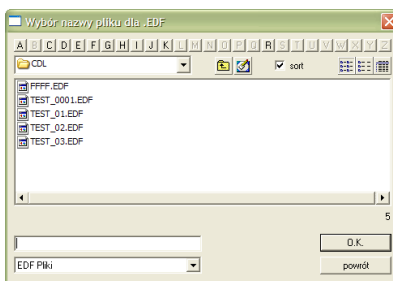 Wybór nazwy pliku dla .EDF
A B C D E F G H I J K L M N O P Q R S T U V W X Y Z
CDL
sort
FFFF.EDF
TEST_0001.EDF
TEST_01.EDF
TEST_02.EDF
TEST_03.EDF
5
O.K.
EDF Pliki
powrót